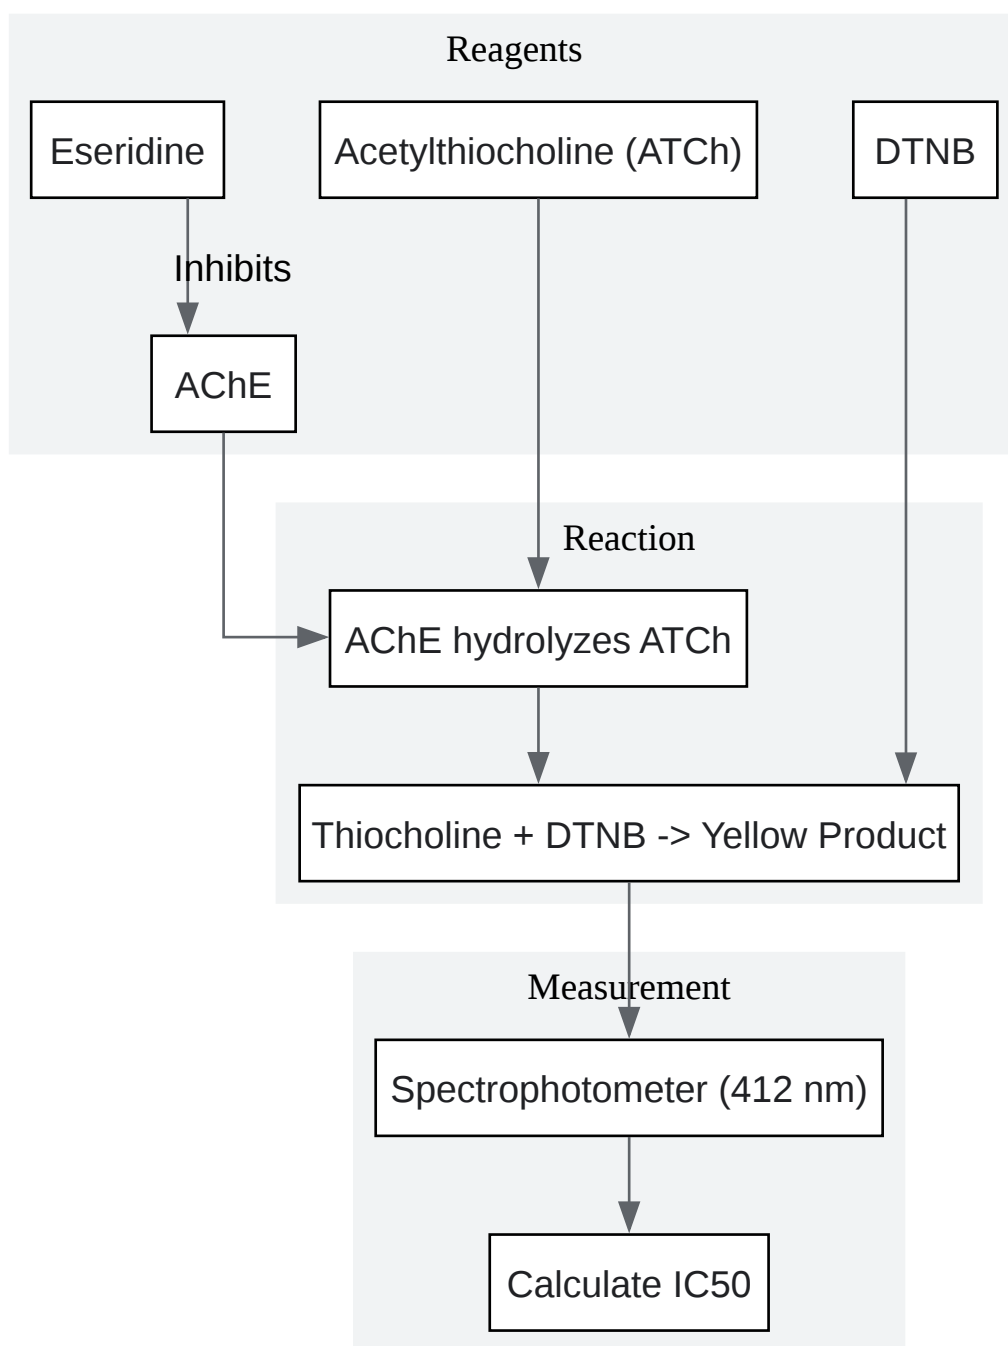 Reagents
Eseridine
Acetylthiocholine (ATCh)
DTNB
Inhibits
AChE
Reaction
AChE hydrolyzes ATCh
Thiocholine + DTNB -> Yellow Product
Measurement
Spectrophotometer (412 nm)
Calculate IC50